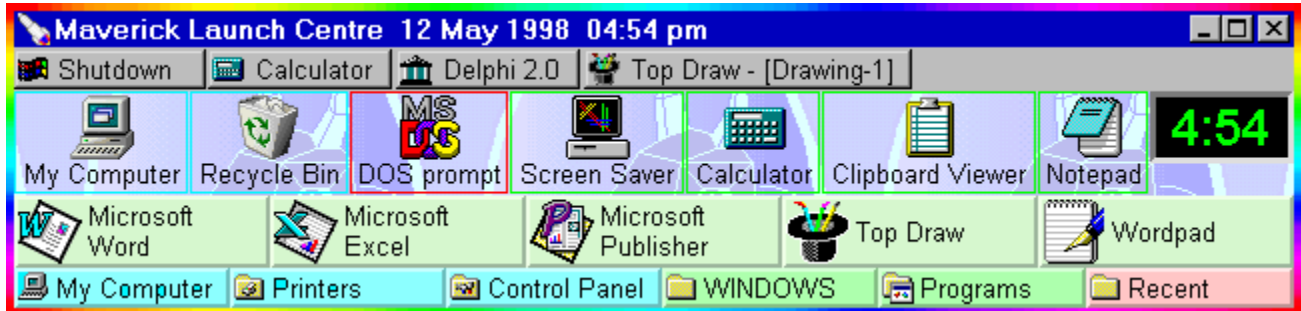 Maverick Launch Centre 12 May 1998 04:54 pm
Shutdown Calculator Delphi 2.0 Top Draw - [Drawing-1]
MS
DOS
4:54
My Computer Recycle Bin DOS prompt Screen Saver Calculator Clipboard Viewer Notepad
W Microsoft Word
X Microsoft Excel
P Microsoft Publisher
Top Draw
Wordpad
My Computer Printers Control Panel WINDOWS Programs Recent